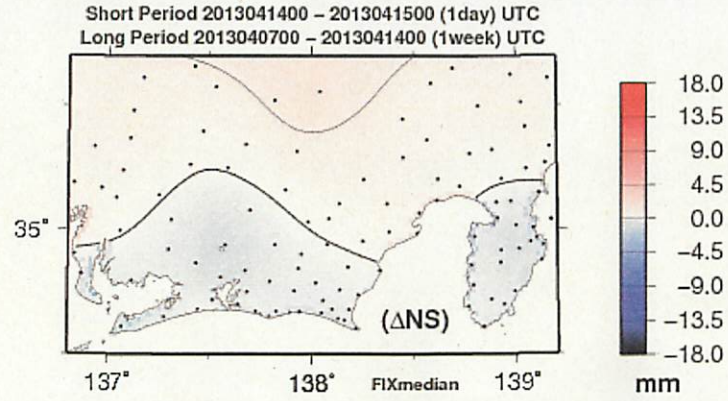 Short Period 2013041400 – 2013041500 (1day) UTC
Long Period 2013040700 – 2013041400 (1week) UTC
18.0
13.5
9.0
4.5
0.0
−4.5
−9.0
−13.5
−18.0
mm
35°
(ΔNS)
137°
138°
FIXmedian
139°